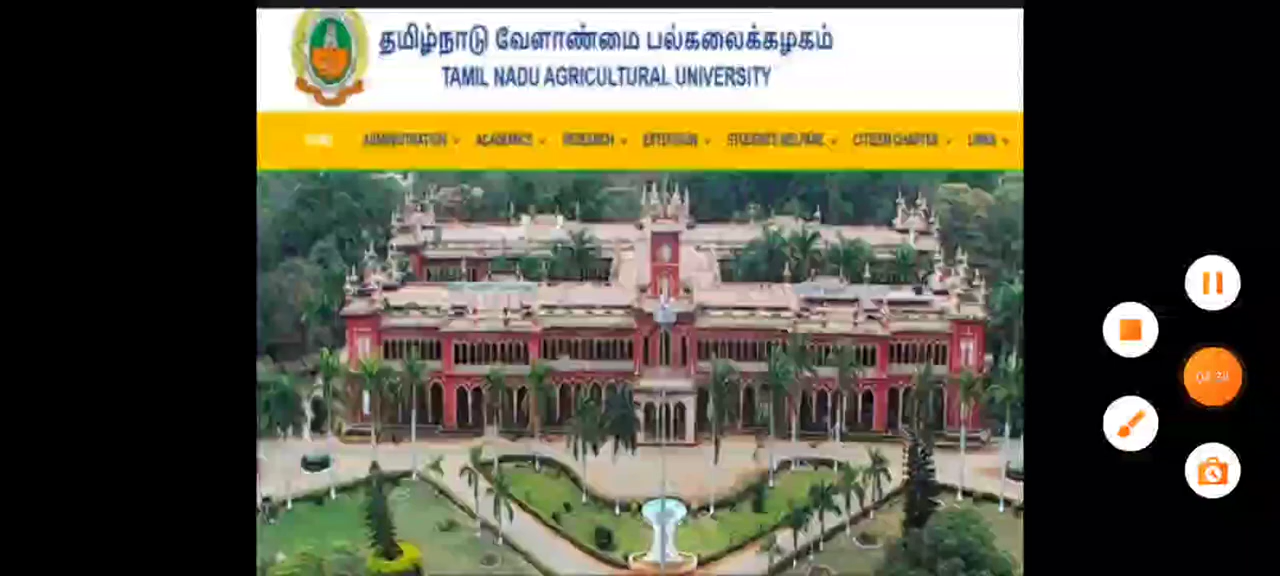 தமிழ்நாடு வேளாண்மை பல்கலைக்கழகம்
TAMIL NADU AGRICULTURAL UNIVERSITY
HOME ADMINISTRATION ACADEMICS RESEARCH EXTENSION STUDENTS WELFARE CITIZEN CHARTER LINKS